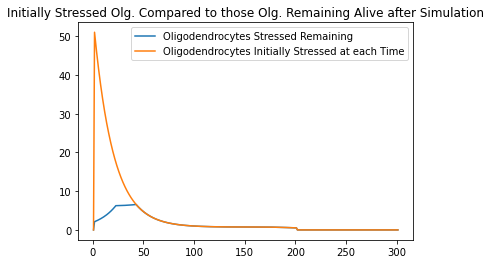 Initially Stressed Olg. Compared to those Olg. Remaining Alive after Simulation
Oligodendrocytes Stressed Remaining
Oligodendrocytes Initially Stressed at each Time
50
40
30
20
10
0
0 50 100 150 200 250 300